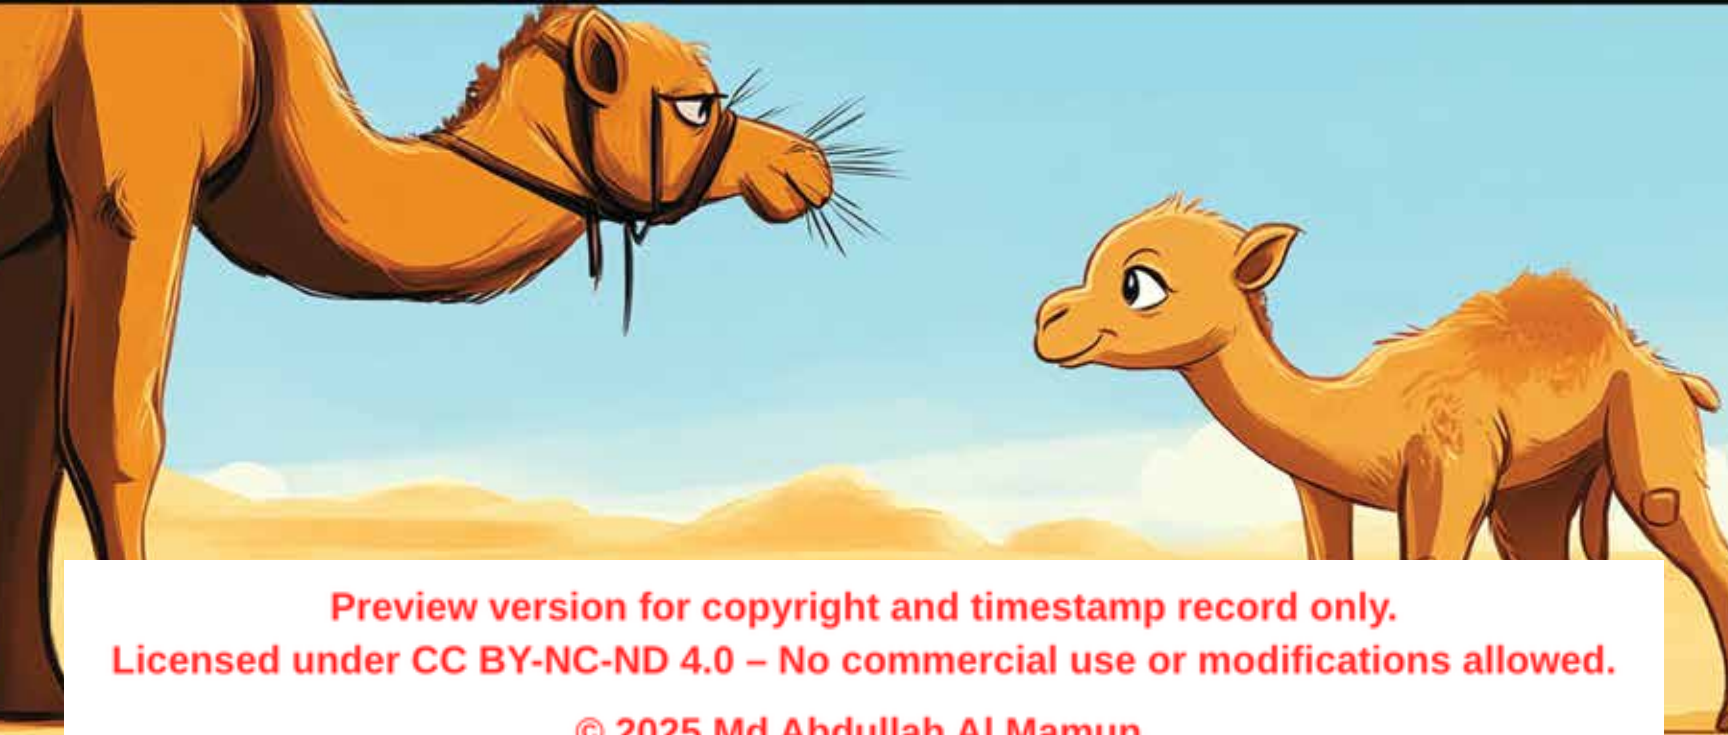 Preview version for copyright and timestamp record only.
Licensed under CC BY-NC-ND 4.0 – No commercial use or modifications allowed.
© 2025 Md Abdullah Al Mamun